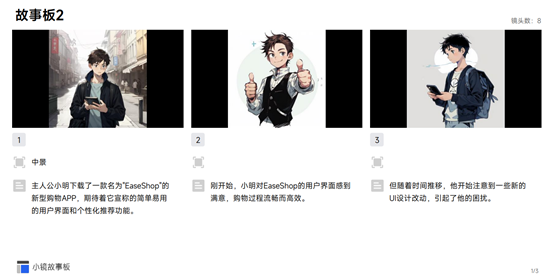 故事板2
镜头数：8
1
2
3
中景
主人公小明下载了一款名为"EaseShop"的
新型购物APP，期待着它宣称的简单易用
的用户界面和个性化推荐功能。
刚开始，小明对EaseShop的用户界面感到
满意，购物过程流畅而高效。
但随着时间推移，他开始注意到一些新的
UI设计改动，引起了他的困扰。
小镜故事板
1/3